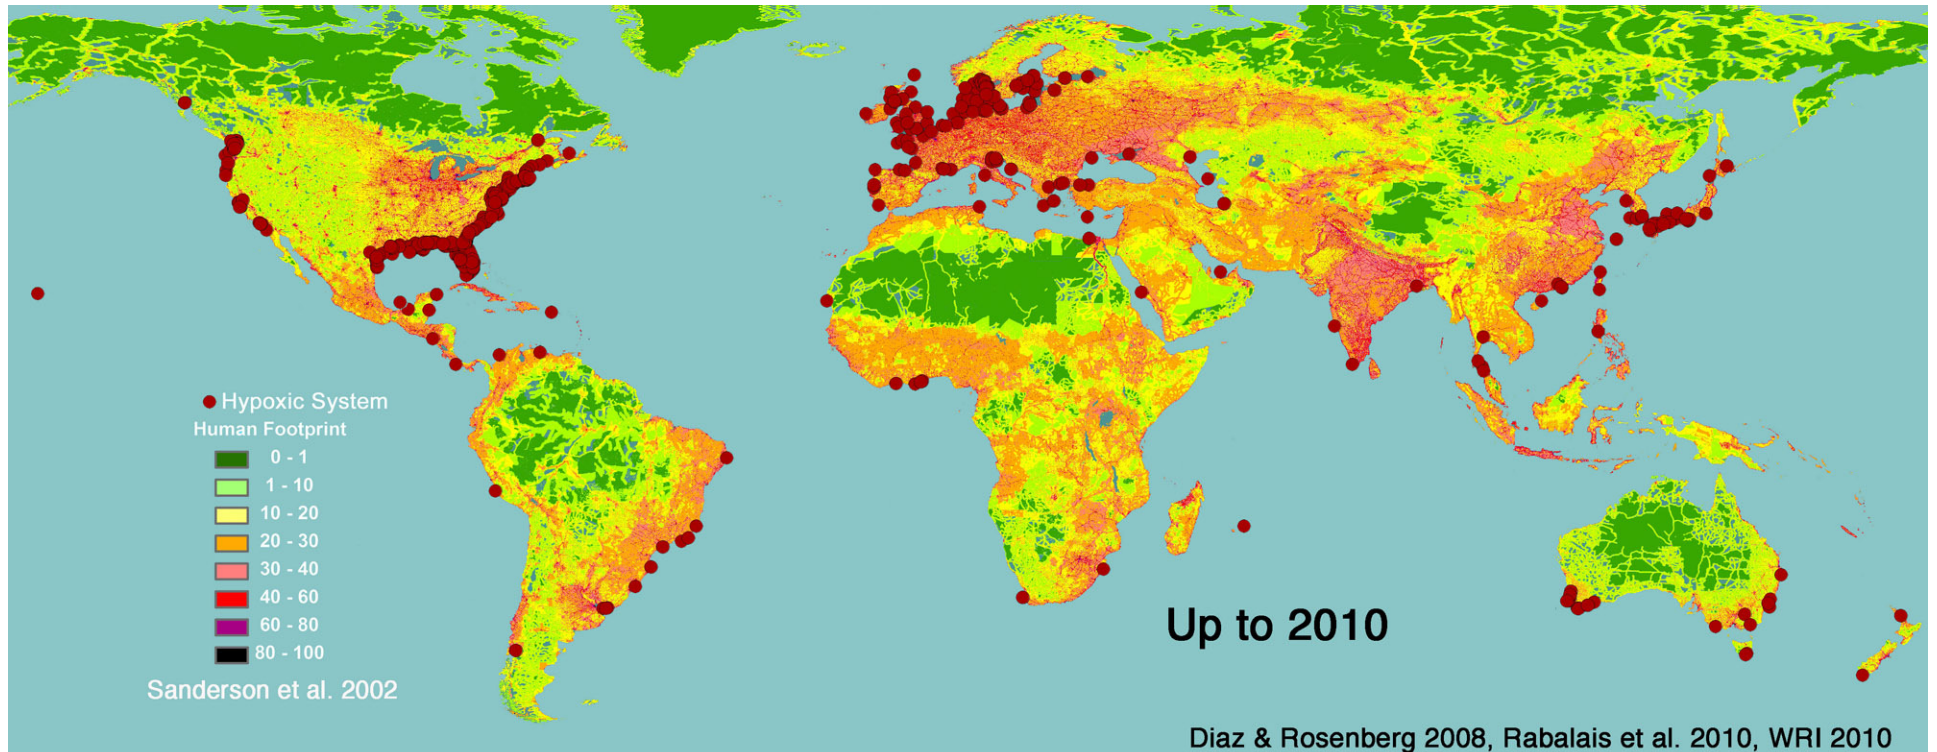 Hypoxic System
Human Footprint
0 - 1
1 - 10
10 - 20
20 - 30
30 - 40
40 - 60
60 - 80
80 - 100
Sanderson et al. 2002
Up to 2010
Diaz & Rosenberg 2008, Rabalais et al. 2010, WRI 2010